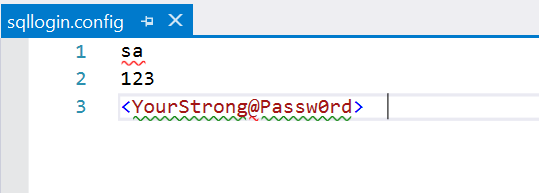 sqllogin.config
1 sa
2 123
3 <YourStrong@Passw0rd>